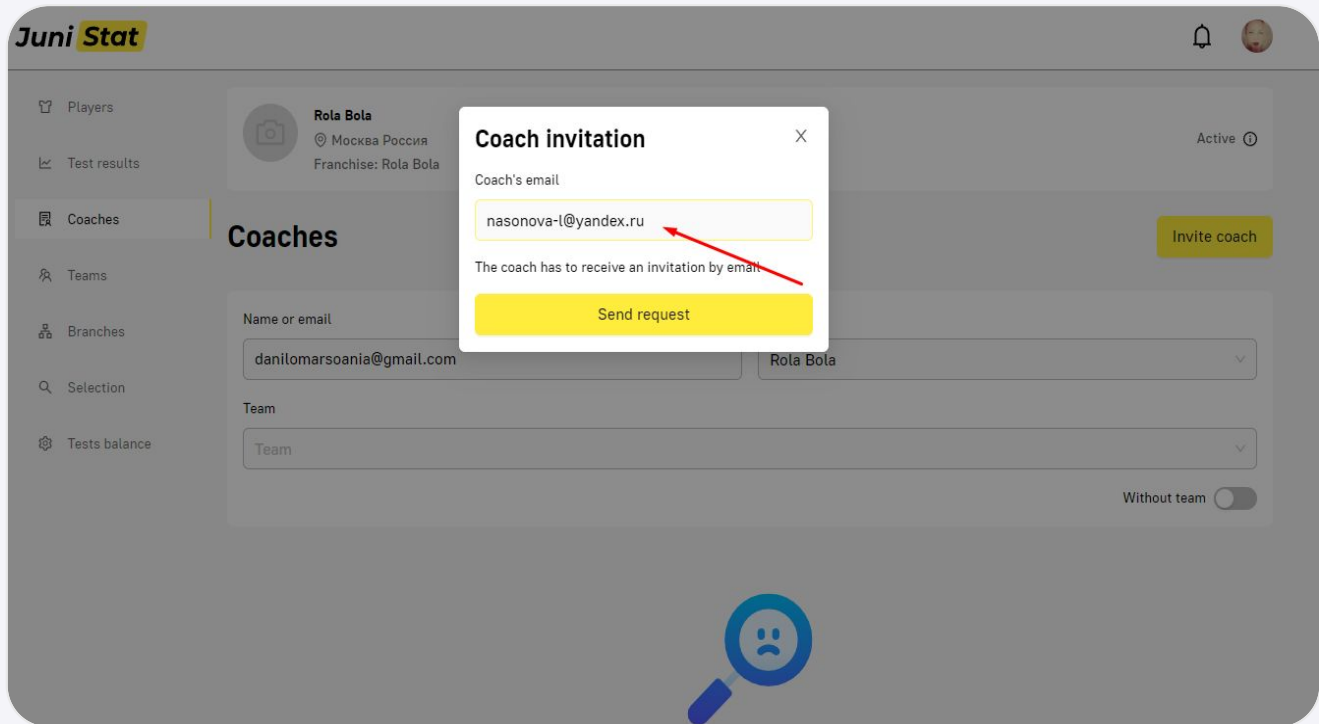 Juni Stat
Players
Test results
Coaches
Teams
Branches
Selection
Tests balance
Rola Bola
Москва Россия
Franchise: Rola Bola
Active
Coaches
Invite coach
Name or email
danilomarsoania@gmail.com
Rola Bola
Team
Team
Without team
Coach invitation
Coach's email
nasonova-l@yandex.ru
The coach has to receive an invitation by email
Send request